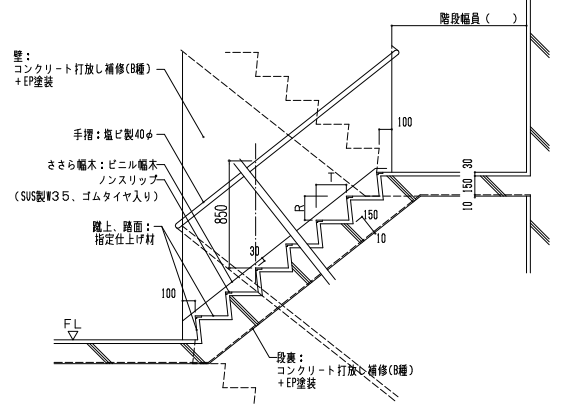 階段幅員(　　)
壁:
コンクリート打放し補修(B種)
+EP塗装
100
手摺:塩ビ製40φ
ささら幅木:ビニル幅木
ノンスリップ
(SUS製W35、ゴムタイヤ入り)
蹴上、踏面:
指定仕上げ材
T
R
850
30
150
10
30
150
10
100
FL
段裏:
コンクリート打放し補修(B種)
+EP塗装